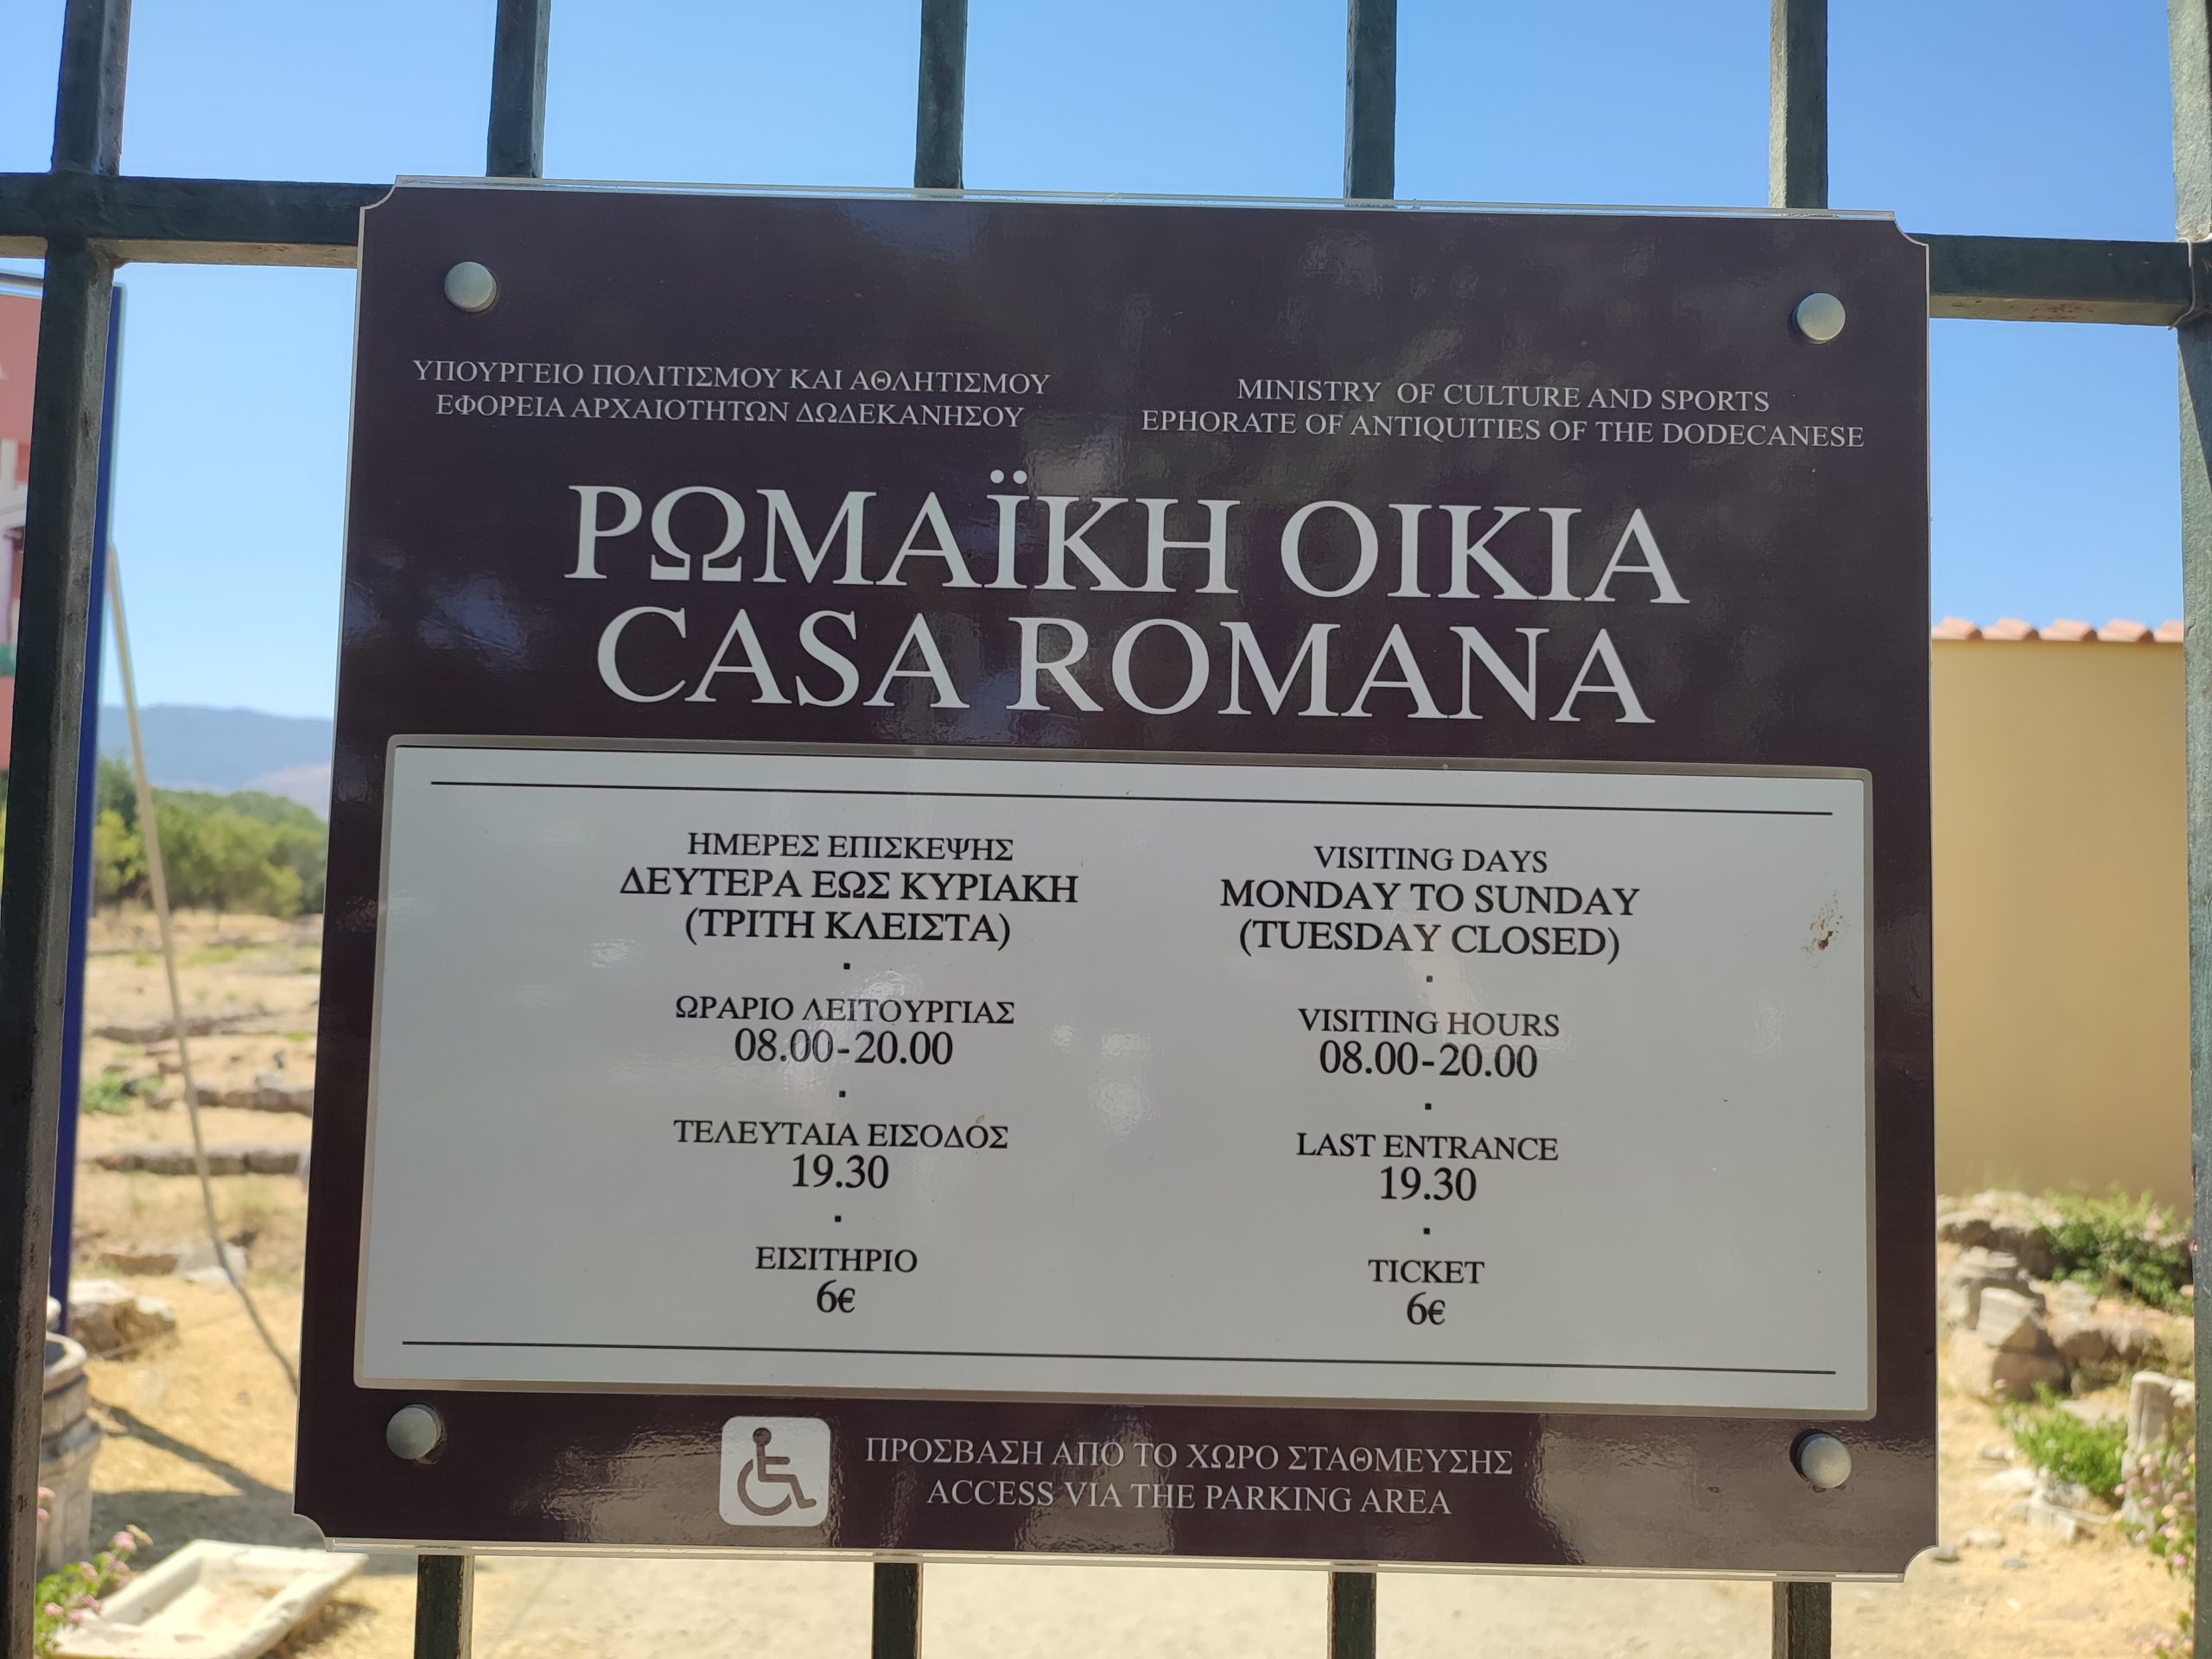 ΥΠΟΥΡΓΕΙΟ ΠΟΛΙΤΙΣΜΟΥ ΚΑΙ ΑΘΛΗΤΙΣΜΟΥ
ΕΦΟΡΕΙΑ ΑΡΧΑΙΟΤΗΤΩΝ ΔΩΔΕΚΑΝΗΣΟΥ
MINISTRY OF CULTURE AND SPORTS
EPHORATE OF ANTIQUITIES OF THE DODECANESE
ΡΩΜΑΪΚΗ ΟΙΚΙΑ
CASA ROMANA
ΗΜΕΡΕΣ ΕΠΙΣΚΕΨΗΣ
ΔΕΥΤΕΡΑ ΕΩΣ ΚΥΡΙΑΚΗ
(ΤΡΙΤΗ ΚΛΕΙΣΤΑ)
ΩΡΑΡΙΟ ΛΕΙΤΟΥΡΓΙΑΣ
08.00-20.00
ΤΕΛΕΥΤΑΙΑ ΕΙΣΟΔΟΣ
19.30
ΕΙΣΙΤΗΡΙΟ
6€
VISITING DAYS
MONDAY TO SUNDAY
(TUESDAY CLOSED)
VISITING HOURS
08.00-20.00
LAST ENTRANCE
19.30
TICKET
6€
ΠΡΟΣΒΑΣΗ ΑΠΟ ΤΟ ΧΩΡΟ ΣΤΑΘΜΕΥΣΗΣ
ACCESS VIA THE PARKING AREA